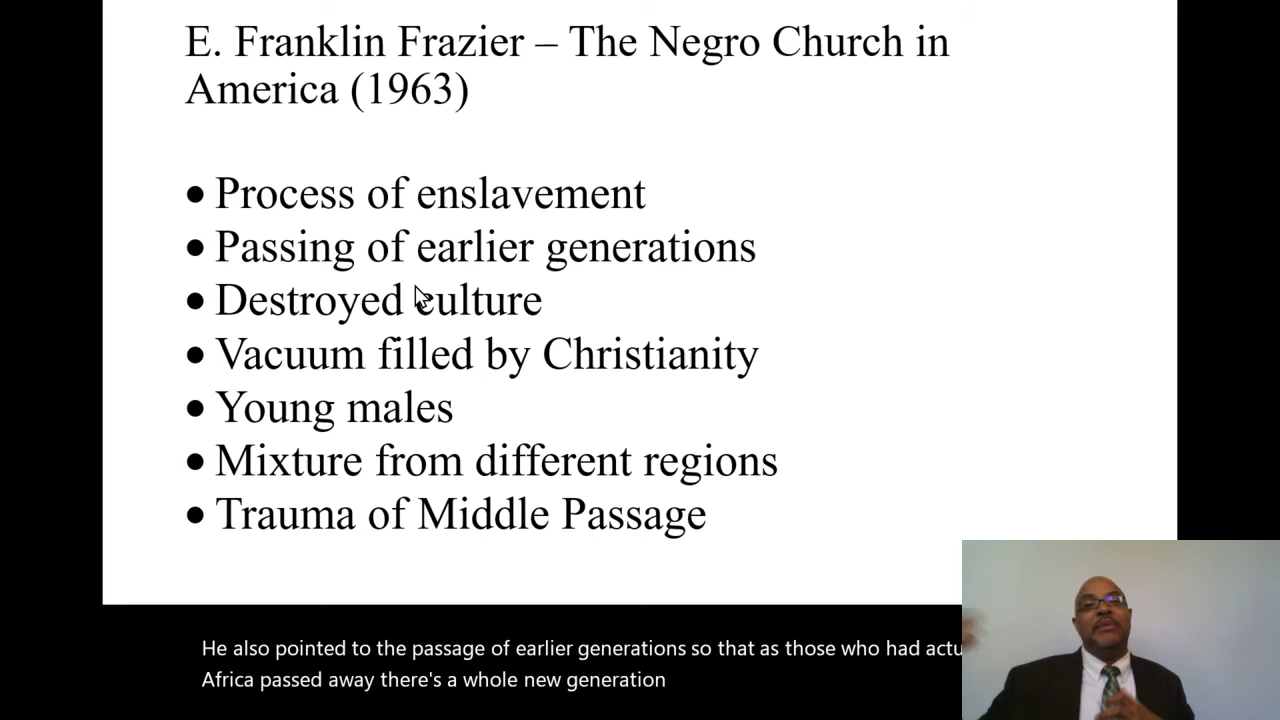 E. Franklin Frazier – The Negro Church in
America (1963)
• Process of enslavement
• Passing of earlier generations
• Destroyed culture
• Vacuum filled by Christianity
• Young males
• Mixture from different regions
• Trauma of Middle Passage
He also pointed to the passage of earlier generations so that as those who had
Africa passed away there's a whole new generation